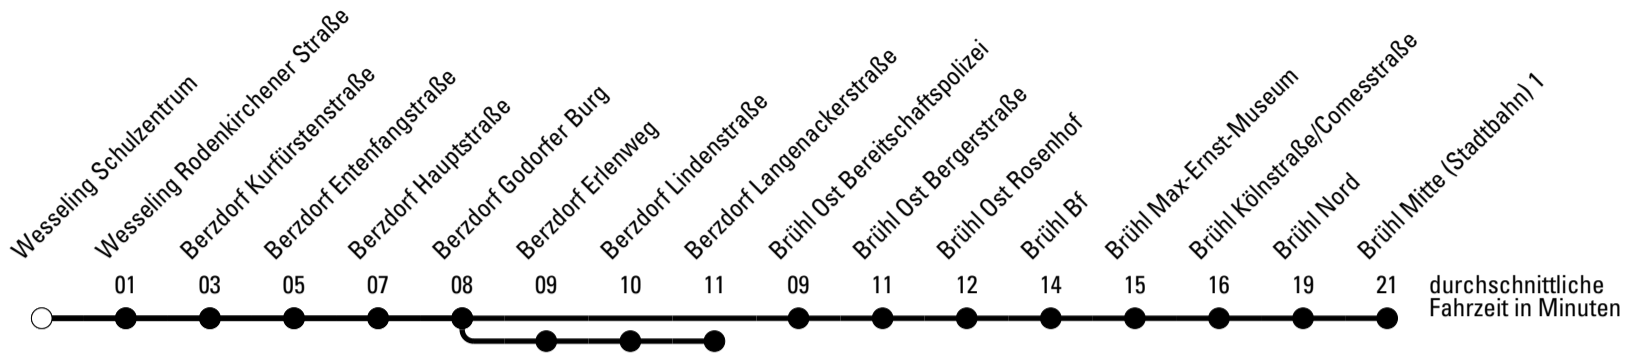 Wesseling Schulzentrum
Wesseling Rodenkirchener Straße
Berzdorf Kurfürstenstraße
Berzdorf Entenfangstraße
Berzdorf Hauptstraße
Berzdorf Godorfer Burg
Berzdorf Erlenweg
Berzdorf Lindenstraße
Berzdorf Langenackerstraße
Brühl Ost Bereitschaftspolizei
Brühl Ost Bergerstraße
Brühl Ost Rosenhof
Brühl Bf
Brühl Max-Ernst-Museum
Brühl Kölnstraße/Comesstraße
Brühl Nord
Brühl Mitte (Stadtbahn) 1
01 03 05 07 08 09 10 11 09 11 12 14 15 16 19 21
durchschnittliche
Fahrzeit in Minuten